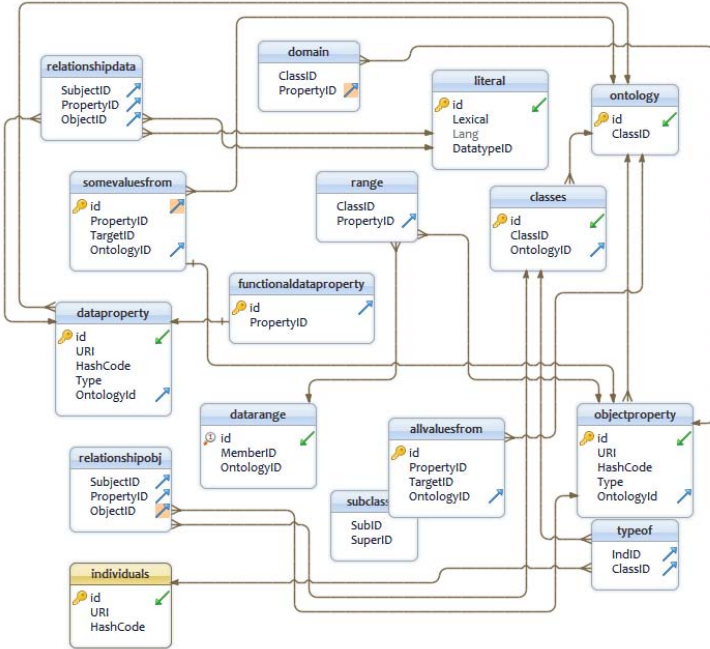 relationshipdata
SubjectID
PropertyID
ObjectID
domain
ClassID
PropertyID
literal
id
Lexical
Lang
DatatypeID
ontology
id
ClassID
somevaluesfrom
id
PropertyID
TargetID
OntologyID
range
ClassID
PropertyID
classes
id
ClassID
OntologyID
functionaldataproperty
id
PropertyID
dataproperty
id
URI
HashCode
Type
OntologyId
datarange
id
MemberID
OntologyID
allvaluesfrom
id
PropertyID
TargetID
OntologyID
objectproperty
id
URI
HashCode
Type
OntologyId
relationshipobj
SubjectID
PropertyID
ObjectID
subclass
SubID
SuperID
typeof
IndID
ClassID
individuals
id
URI
HashCode